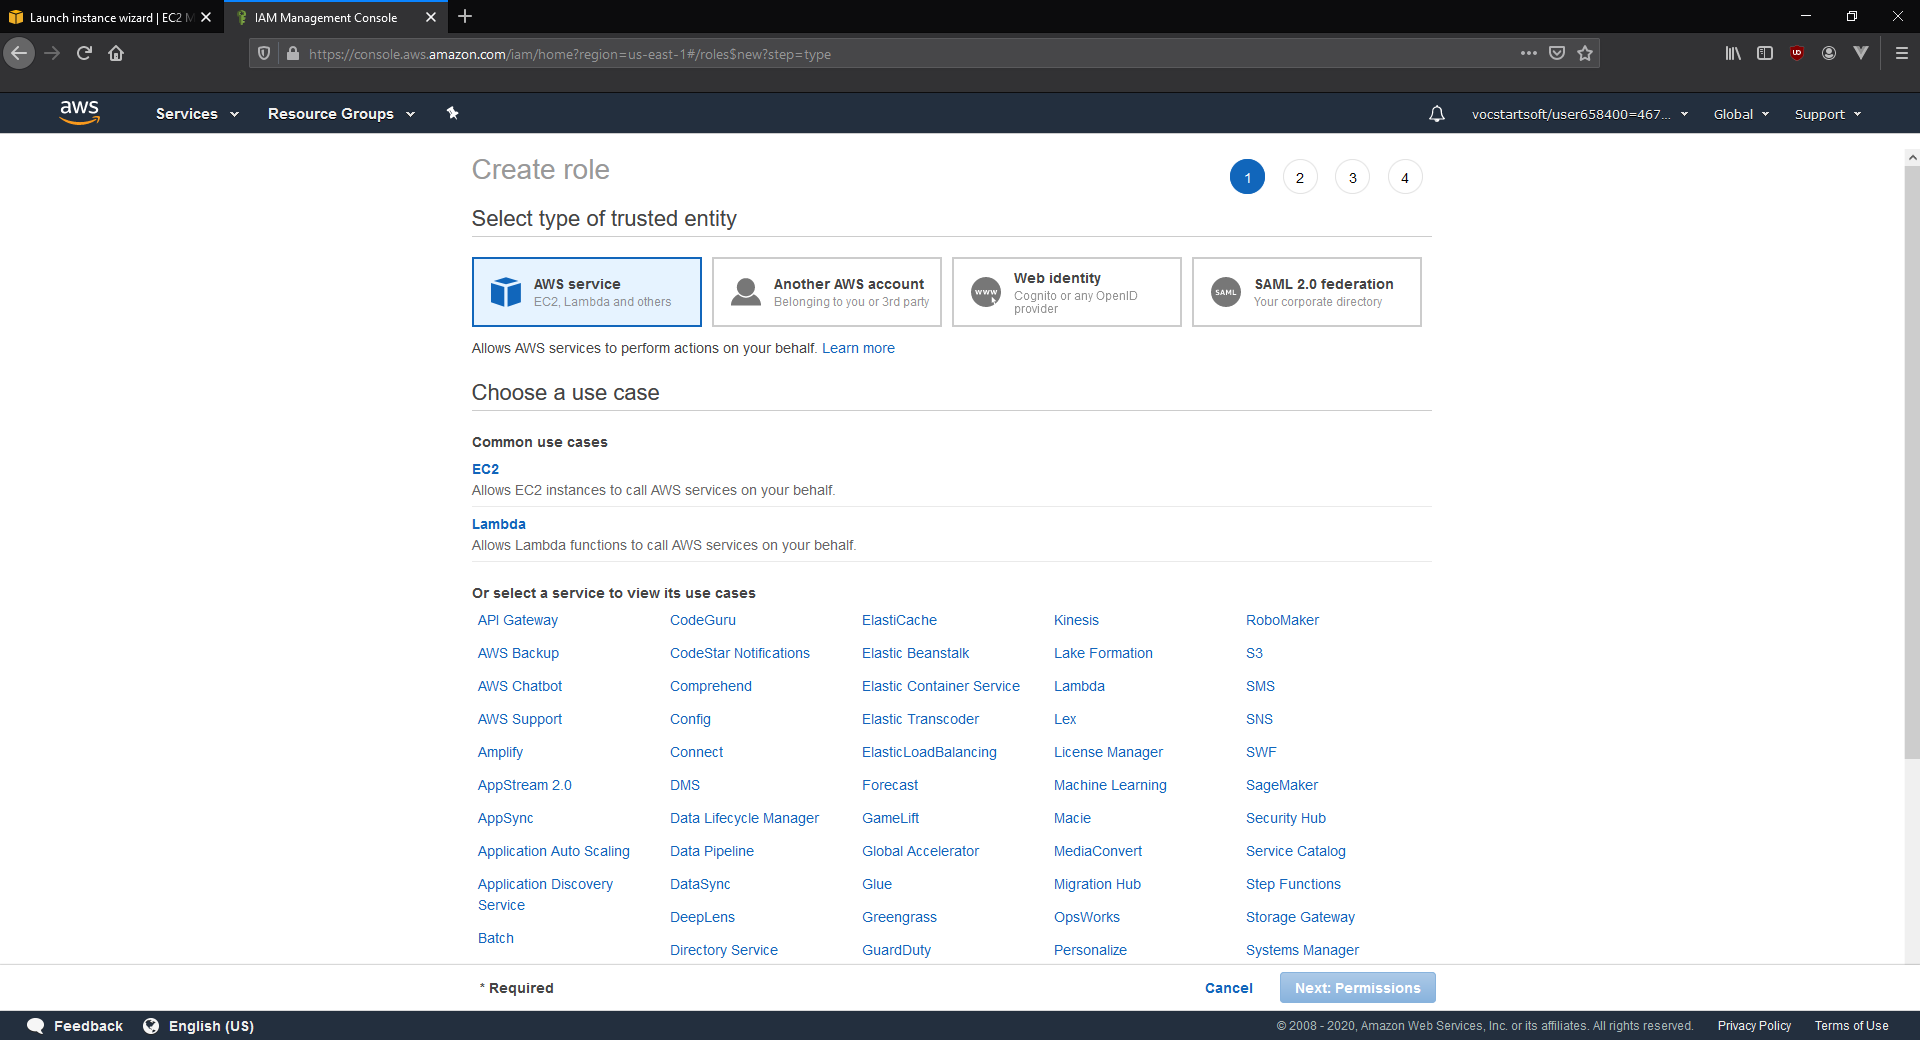 Launch instance wizard | EC2 M
IAM Management Console
https://console.aws.amazon.com/iam/home?region=us-east-1#/roles$new?step=type
aws
Services
Resource Groups
vocstartsoft/user658400=467...
Global
Support
Create role
1
2
3
4
Select type of trusted entity
AWS service
EC2, Lambda and others
Another AWS account
Belonging to you or 3rd party
www
Web identity
Cognito or any OpenID
provider
SAML
SAML 2.0 federation
Your corporate directory
Allows AWS services to perform actions on your behalf. Learn more
Choose a use case
Common use cases
EC2
Allows EC2 instances to call AWS services on your behalf.
Lambda
Allows Lambda functions to call AWS services on your behalf.
Or select a service to view its use cases
API Gateway
AWS Backup
AWS Chatbot
AWS Support
Amplify
AppStream 2.0
AppSync
Application Auto Scaling
Application Discovery
Service
Batch
CodeGuru
CodeStar Notifications
Comprehend
Config
Connect
DMS
Data Lifecycle Manager
Data Pipeline
DataSync
DeepLens
Directory Service
ElastiCache
Elastic Beanstalk
Elastic Container Service
Elastic Transcoder
ElasticLoadBalancing
Forecast
GameLift
Global Accelerator
Glue
Greengrass
GuardDuty
Kinesis
Lake Formation
Lambda
Lex
License Manager
Machine Learning
Macie
MediaConvert
Migration Hub
OpsWorks
Personalize
RoboMaker
S3
SMS
SNS
SWF
SageMaker
Security Hub
Service Catalog
Step Functions
Storage Gateway
Systems Manager
* Required
Cancel
Next: Permissions
Feedback
English (US)
© 2008 - 2020, Amazon Web Services, Inc. or its affiliates. All rights reserved.
Privacy Policy
Terms of Use